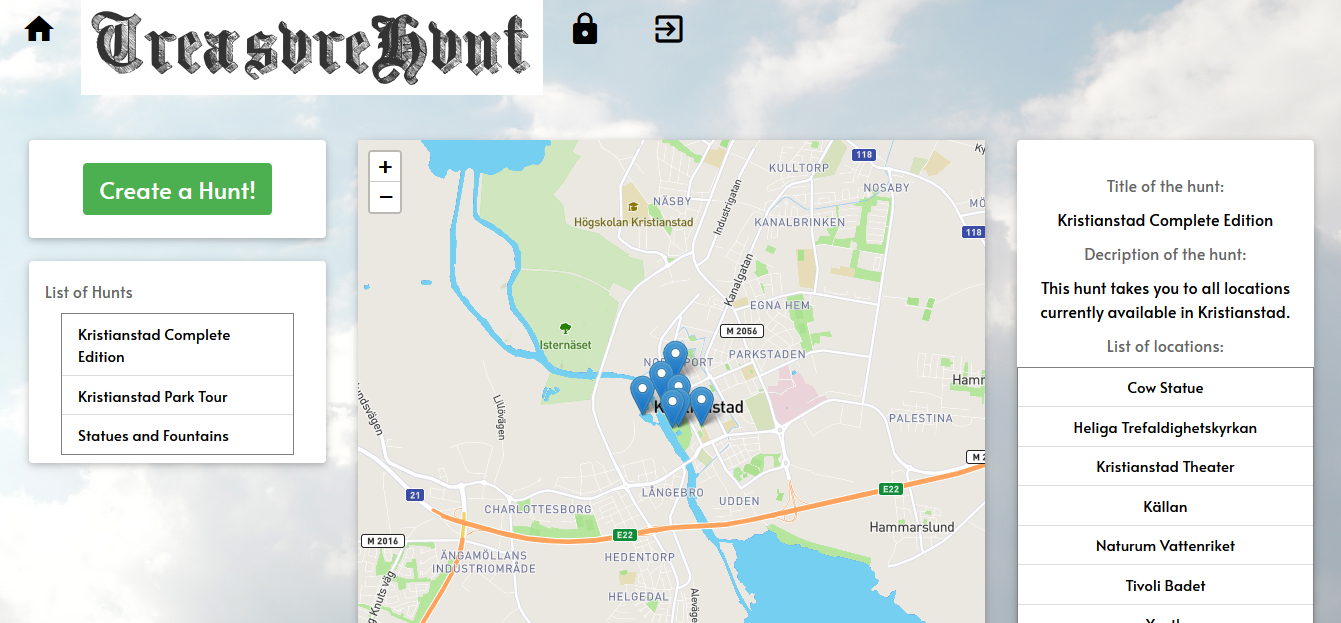 TreasvreHvnt
Create a Hunt!
List of Hunts
Kristianstad Complete
Edition
Kristianstad Park Tour
Statues and Fountains
+
−
118
KULLTORP
NÄSBY
NOSABY
Högskolan Kristianstad
Industrigatan
KANALBRINKEN
118
Kanalgatan
EGNA HEM
M 2056
Isternäset
PARKSTADEN
Lillövägen
PALESTINA
21
LÅNGEBRO
UDDEN
E22
CHARLOTTESBORG
E22
Hammarslund
M 2016
ÄNGAMÖLLANS
INDUSTRIOMRÅDE
HEDENTORP
HELGEDAL
Title of the hunt:
Kristianstad Complete Edition
Decription of the hunt:
This hunt takes you to all locations
currently available in Kristianstad.
List of locations:
Cow Statue
Heliga Trefaldighetskyrkan
Kristianstad Theater
Källan
Naturum Vattenriket
Tivoli Badet